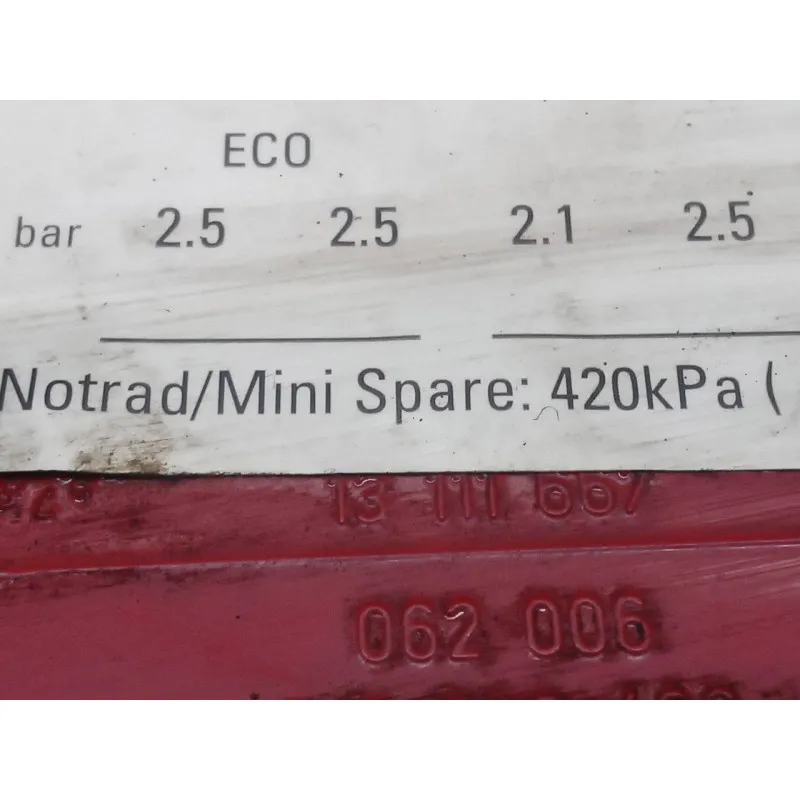 ECO
bar 2.5 2.5 2.1 2.5
Notrad/Mini Spare: 420kPa (
13 111 667
062 006